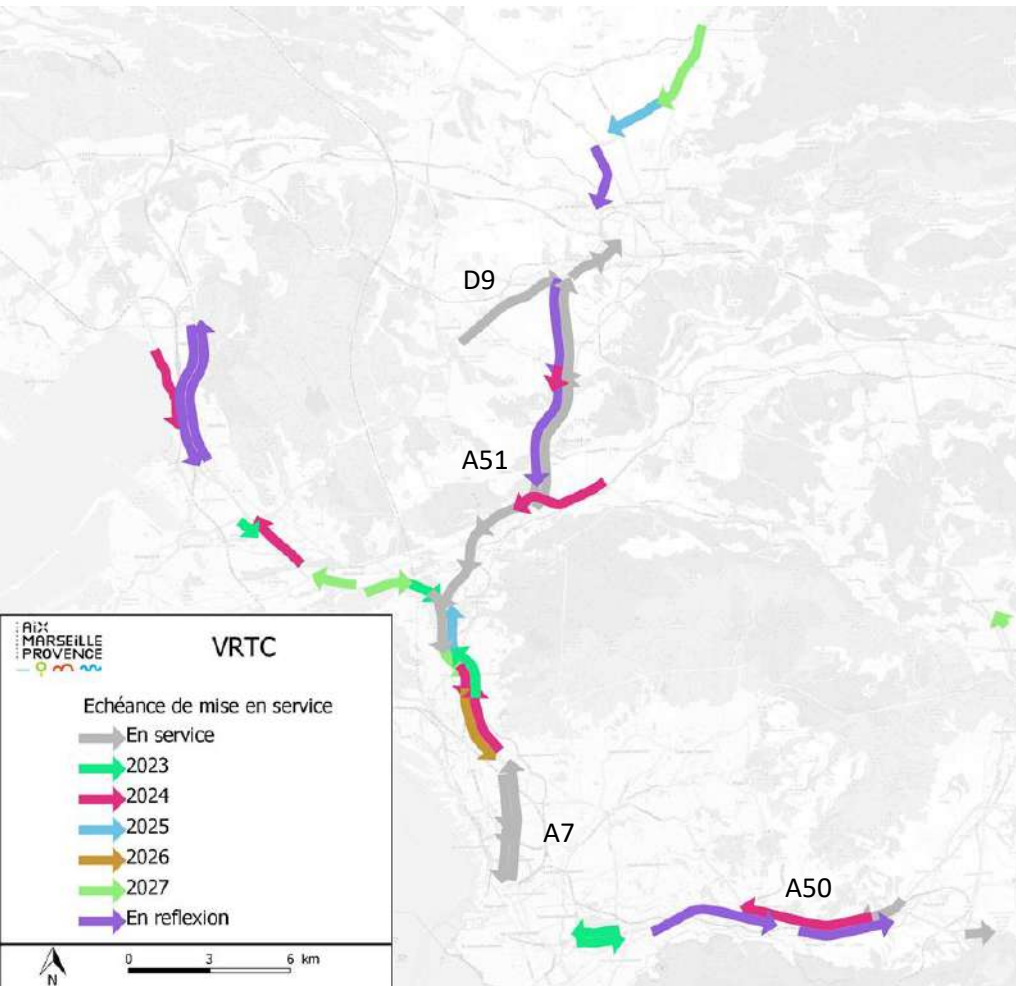 D9
A51
AIX
MARSEILLE
PROVENCE
VRTC
Echéance de mise en service
En service
2023
2024
2025
2026
2027
En reflexion
N
0 3 6 km
A7
A50